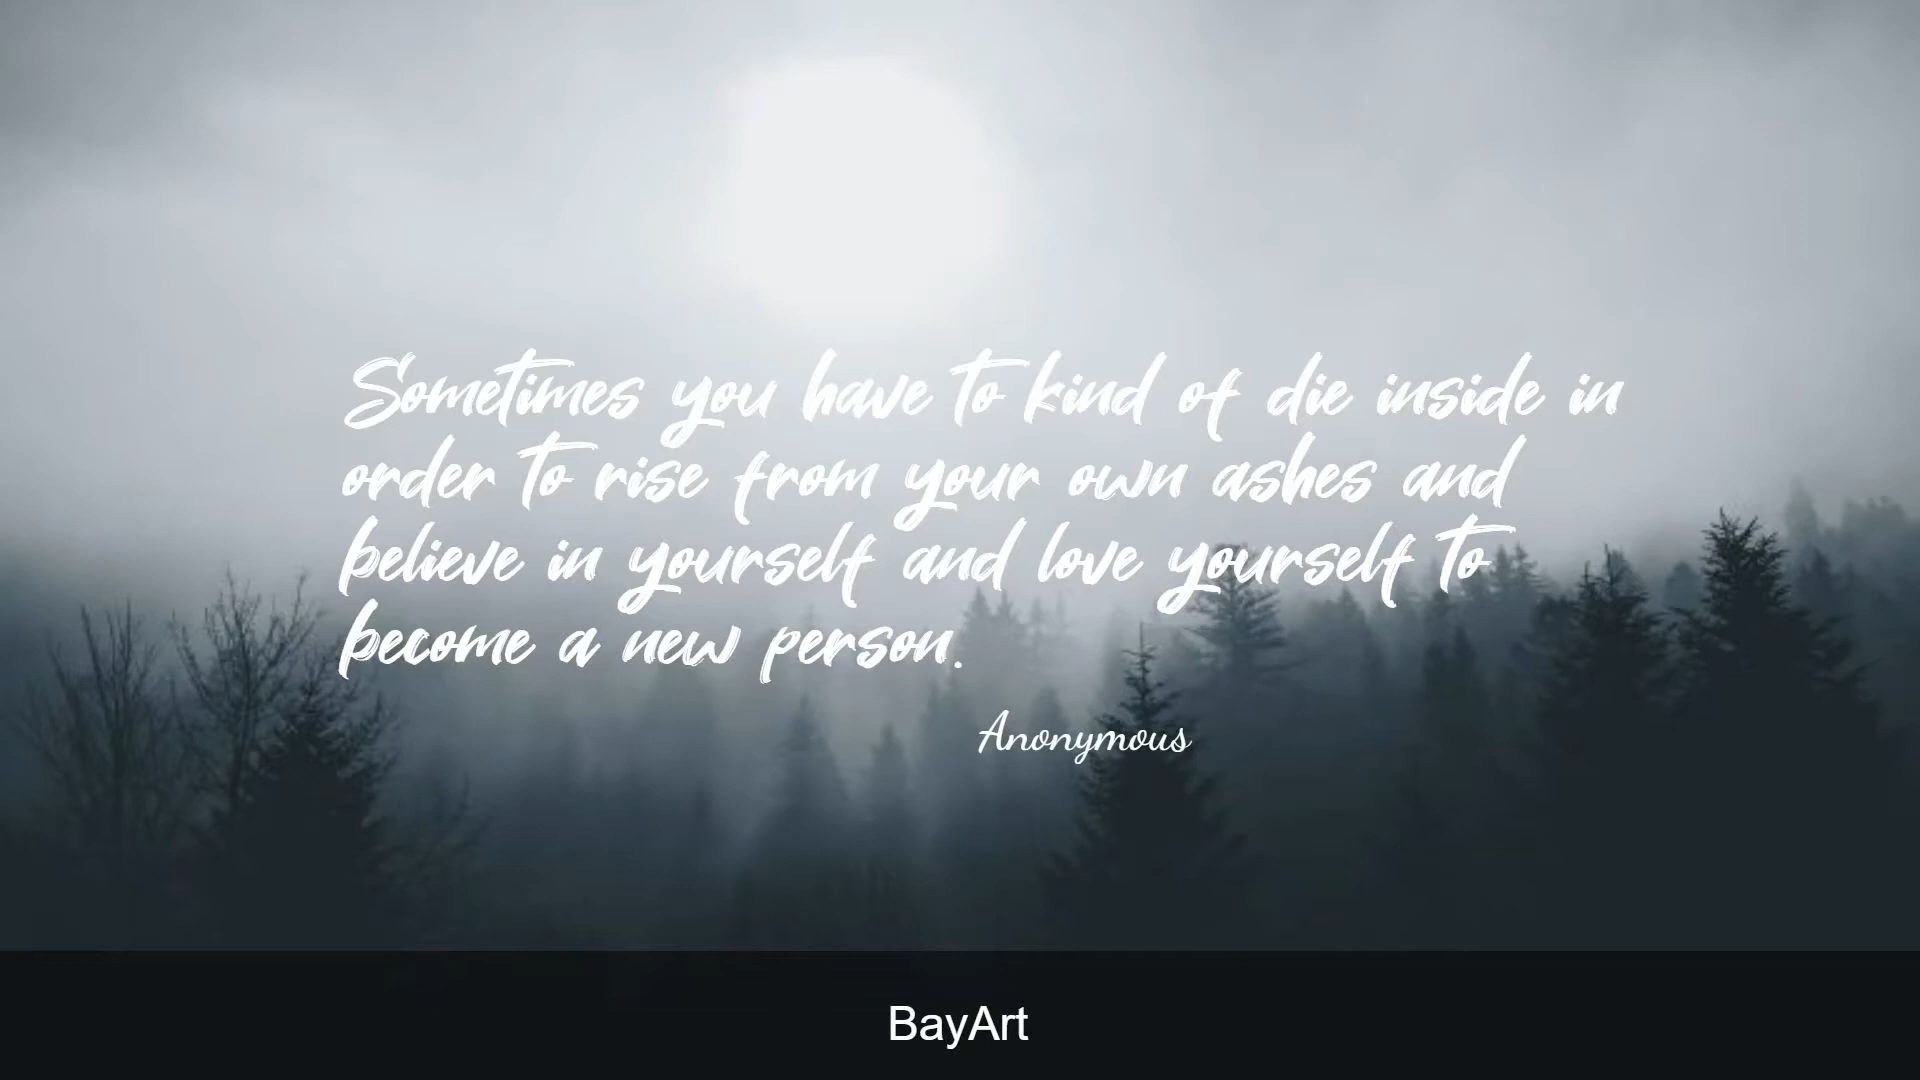 Sometimes you have to kind of die inside in
order to rise from your own ashes and
believe in yourself and love yourself to
become a new person.
Anonymous
BayArt